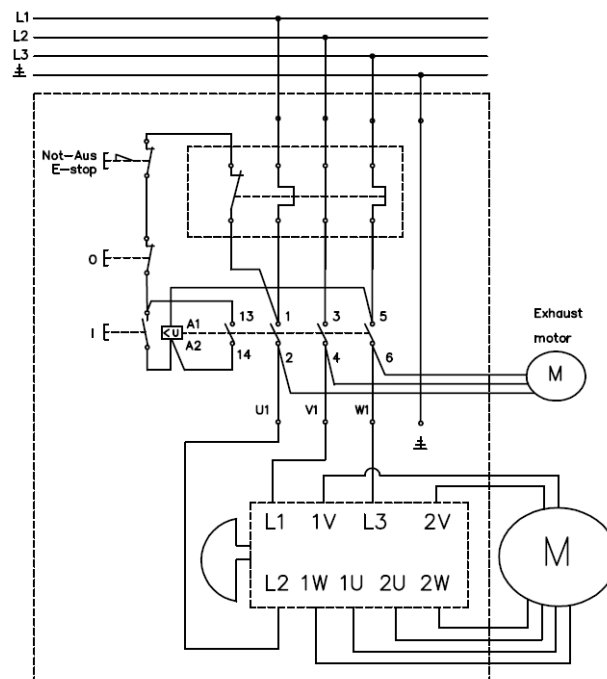 L1
L2
L3
Not-Aus
E-stop
O
I
<U
A1
A2
13
14
1
3
5
2
4
6
Exhaust
motor
M
U1
V1
W1
L1 1V L3 2V
L2 1W 1U 2U 2W
M